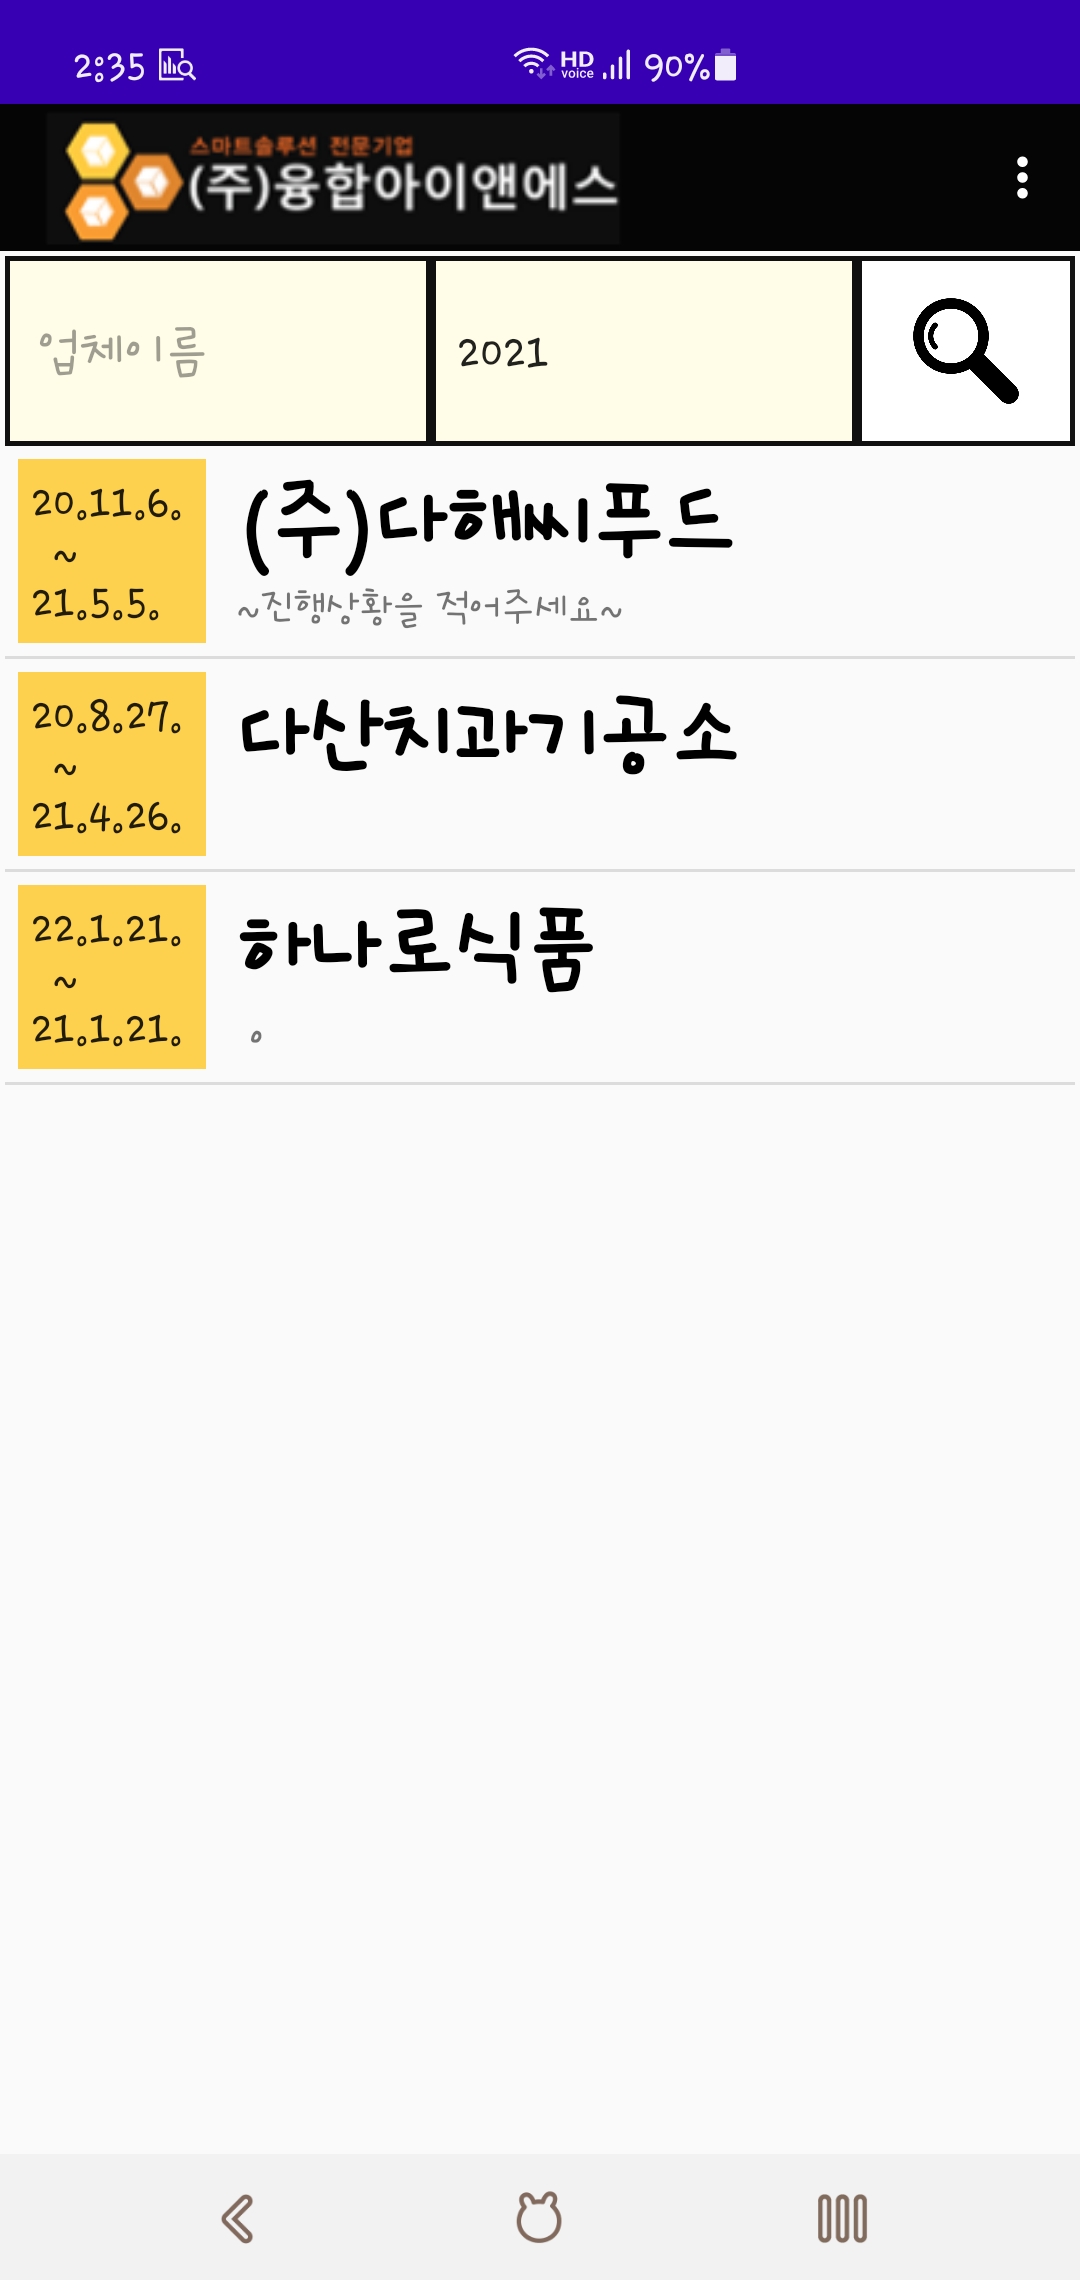 2:35 HD voice 90%
스마트솔루션 전문기업
(주)융합아이앤에스
업체이름 2021
20.11.6. ~ 21.5.5.
(주)다해씨푸드
~진행상황을 적어주세요~
20.8.27. ~ 21.4.26.
다산치과기공소
22.1.21. ~ 21.1.21.
하나로식품
.